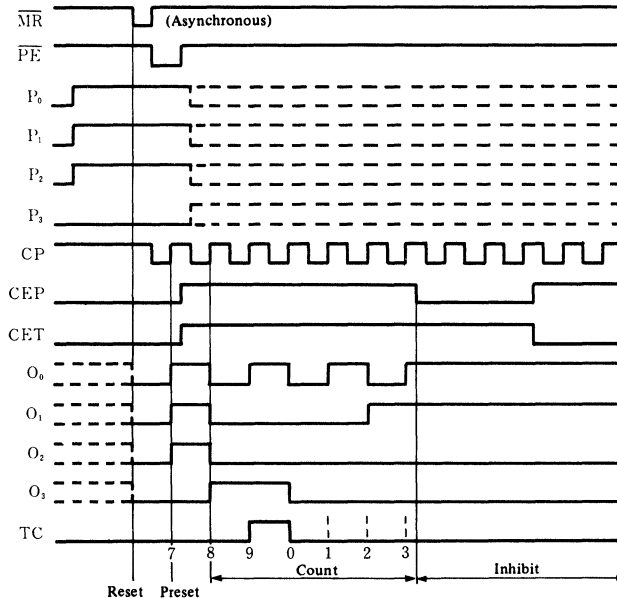 MR (Asynchronous)
PE
P₀
P₁
P₂
P₃
CP
CEP
CET
O₀
O₁
O₂
O₃
TC
7 8 9 0 1 2 3
Count Inhibit
Reset Preset